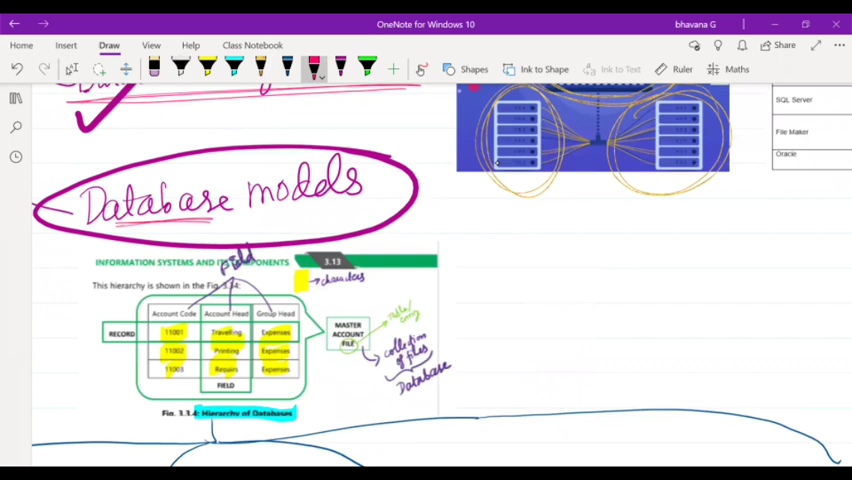 OneNote for Windows 10
bhavana G
Home Insert Draw View Help Class Notebook
Share
Shapes
Ink to Shape
Ink to Text
Ruler
Maths
SQL Server
File Maker
Oracle
Database models
INFORMATION SYSTEMS AND ITS COMPONENTS 3.13
Field
This hierarchy is shown in the Fig. 3.3.4:
characters
Account Code Account Head Group Head
RECORD 11001 Travelling Expenses
11002 Printing Expenses
11003 Repairs Expenses
FIELD
MASTER
ACCOUNT
FILE
collection
of files
Database
Fig. 3.3.4: Hierarchy of Databases